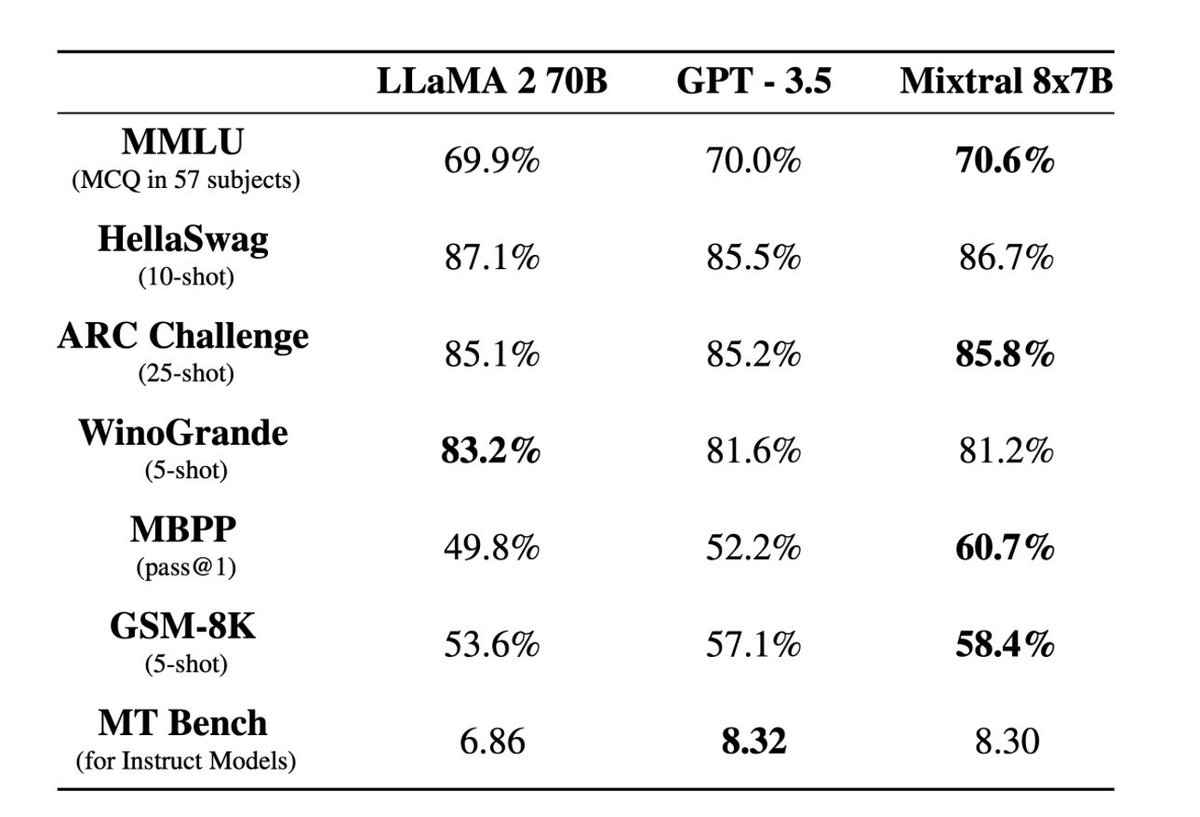 LLaMA 2 70B GPT - 3.5 Mixtral 8x7B
MMLU
(MCQ in 57 subjects)
69.9% 70.0% 70.6%
HellaSwag
(10-shot)
87.1% 85.5% 86.7%
ARC Challenge
(25-shot)
85.1% 85.2% 85.8%
WinoGrande
(5-shot)
83.2% 81.6% 81.2%
MBPP
(pass@1)
49.8% 52.2% 60.7%
GSM-8K
(5-shot)
53.6% 57.1% 58.4%
MT Bench
(for Instruct Models)
6.86 8.32 8.30